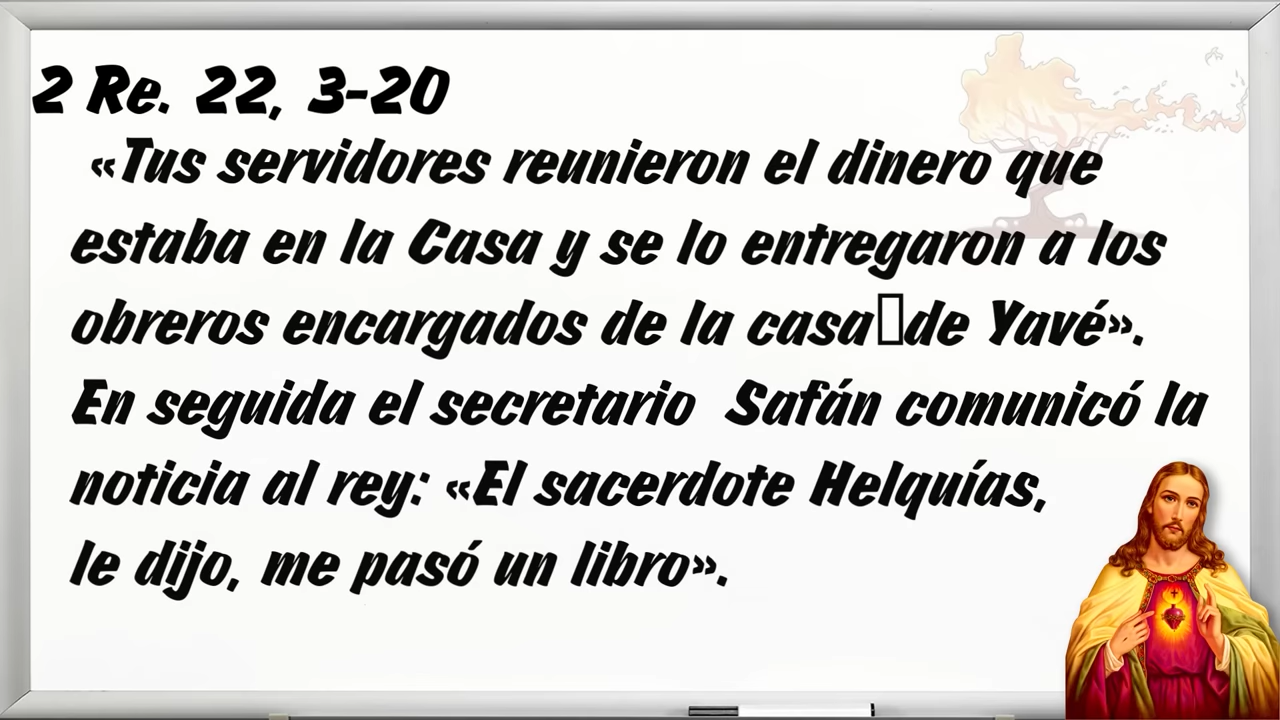 2 Re. 22, 3-20
«Tus servidores reunieron el dinero que
estaba en la Casa y se lo entregaron a los
obreros encargados de la casa▯de Yavé».
En seguida el secretario  Safán comunicó la
noticia al rey: «El sacerdote Helquías,
le dijo, me pasó un libro».